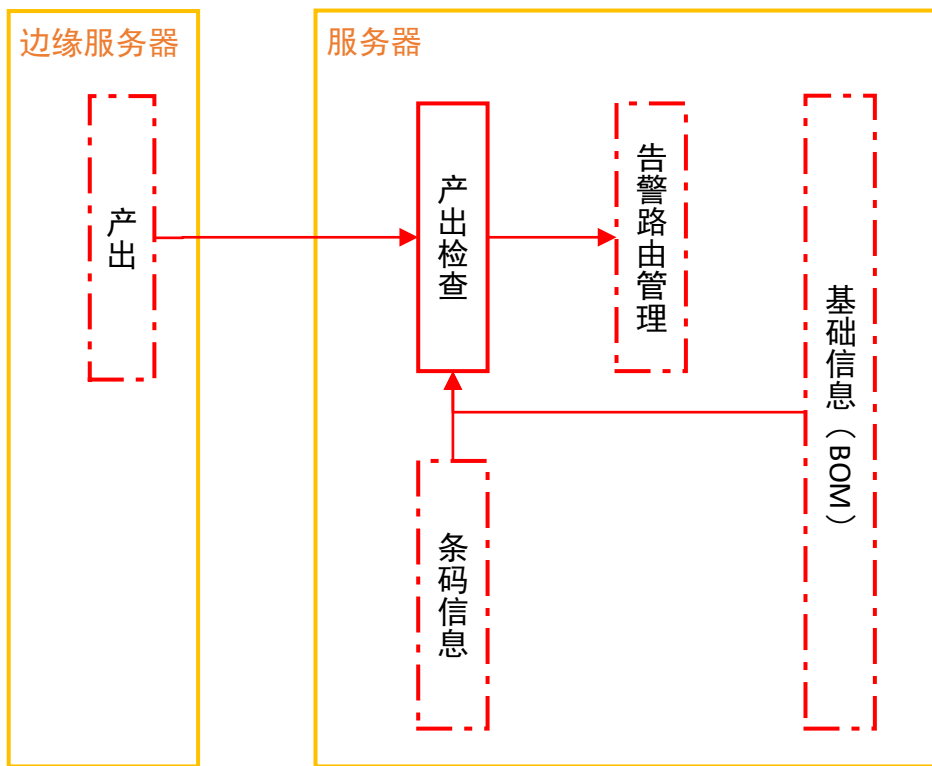 边缘服务器
服务器
产出
产出检查
告警路由管理
基础信息（BOM）
条码信息